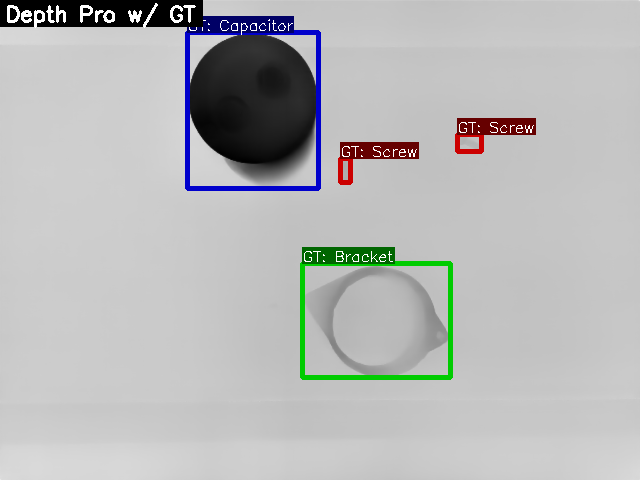 Depth Pro w/ GT
GT: Capacitor
GT: Screw
GT: Screw
GT: Bracket